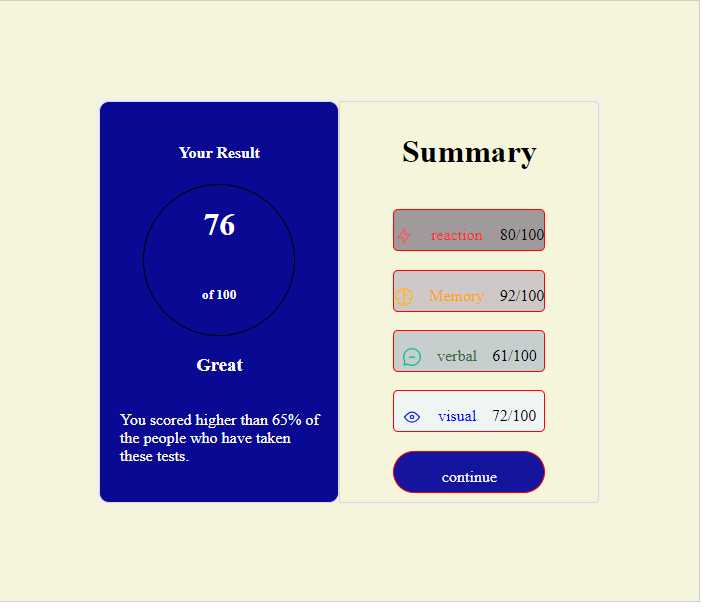 Your Result
76
of 100
Great
You scored higher than 65% of
the people who have taken
these tests.
Summary
reaction 80/100
Memory 92/100
verbal 61/100
visual 72/100
continue